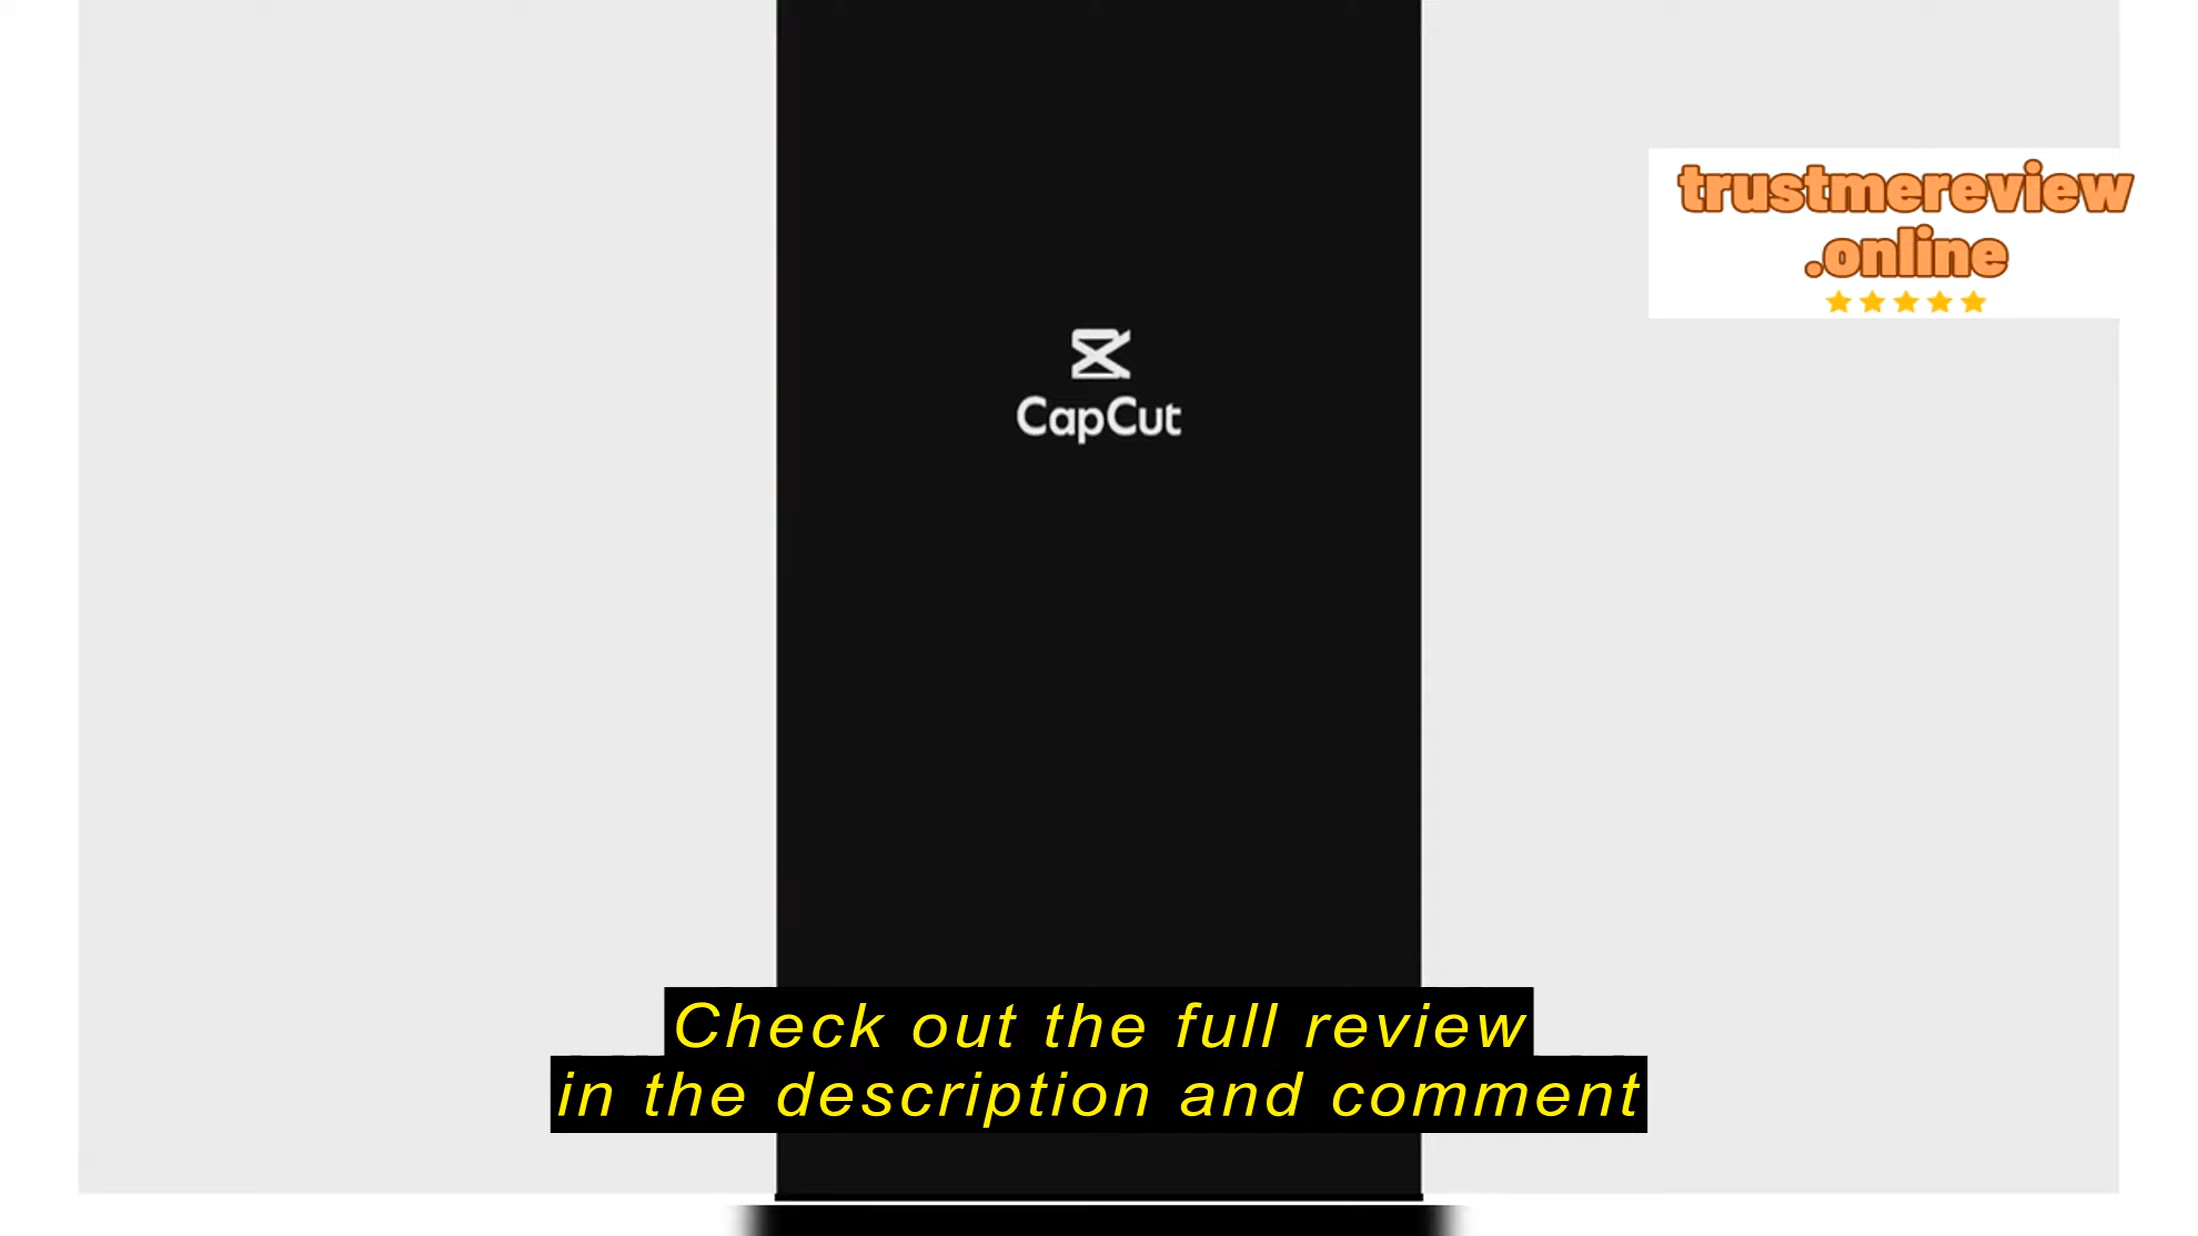 trustmereview
.online
CapCut
Check out the full review
in the description and comment